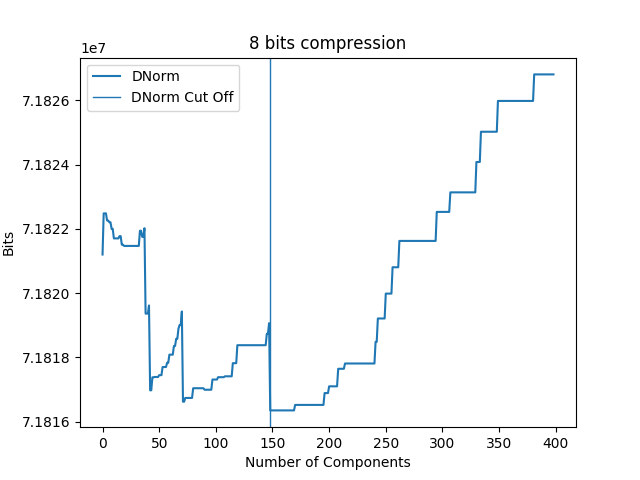 8 bits compression
1e7
DNorm
DNorm Cut Off
7.1826
7.1824
7.1822
7.1820
7.1818
7.1816
Bits
0 50 100 150 200 250 300 350 400
Number of Components